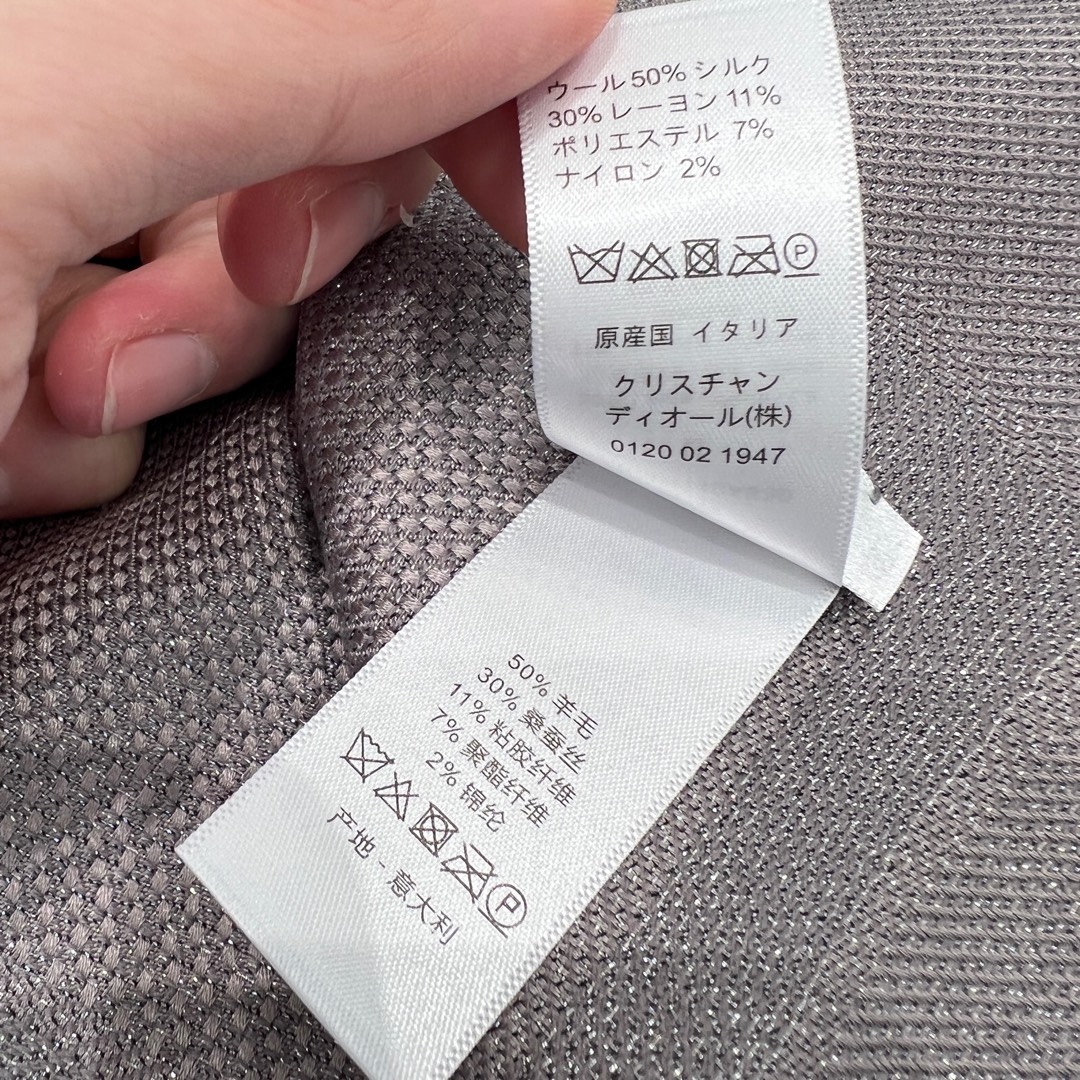 ウール50% シルク
30% レーヨン 11%
ポリエステル 7%
ナイロン 2%
P
原産国 イタリア
クリスチャン
ディオール(株)
0120 02 1947
50% 羊毛
30% 桑蚕丝
11% 粘胶纤维
7% 聚酯纤维
2% 锦纶
P
产地 - 意大利